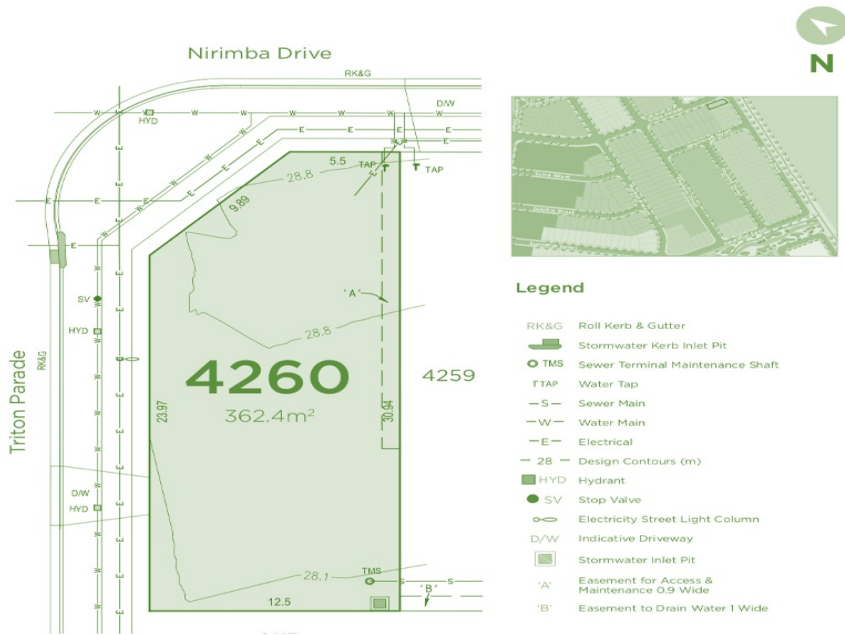 Nirimba Drive
N
RK&G
D/W
HYD
W W W W W W
E E E E
5.5
TAP
TAP
28.8
9.89
E
E
SV
'A'
HYD
28.8
4260
362.4m²
4259
Triton Parade
RK&G
23.97
30.94
D/W
HYD
TMS
28.1
S S
'B'
12.5
Legend
RK&G Roll Kerb & Gutter
Stormwater Kerb Inlet Pit
TMS Sewer Terminal Maintenance Shaft
TAP Water Tap
S Sewer Main
W Water Main
E Electrical
28 Design Contours (m)
HYD Hydrant
SV Stop Valve
Electricity Street Light Column
D/W Indicative Driveway
Stormwater Inlet Pit
'A' Easement for Access &
Maintenance 0.9 Wide
'B' Easement to Drain Water 1 Wide